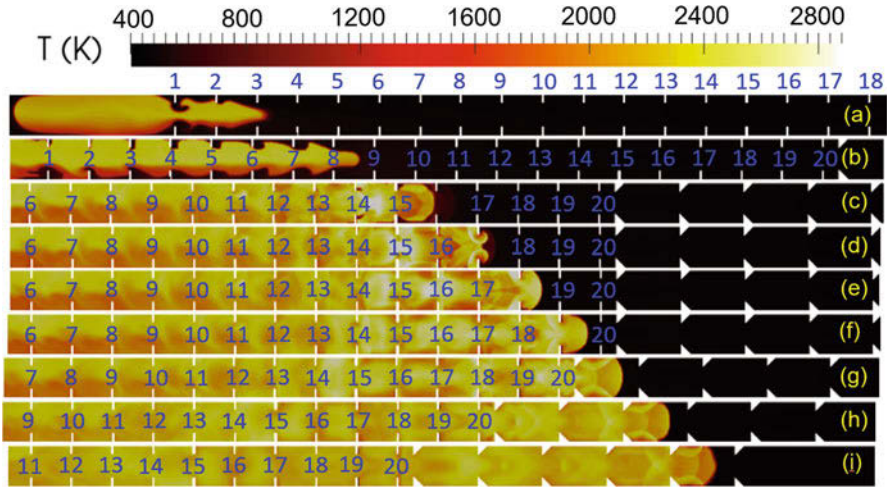 400 800 1200 1600 2000 2400 2800
T (K)
1 2 3 4 5 6 7 8 9 10 11 12 13 14 15 16 17 18
(a)
1 2 3 4 5 6 7 8 9 10 11 12 13 14 15 16 17 18 19 20 (b)
6 7 8 9 10 11 12 13 14 15 17 18 19 20 (c)
6 7 8 9 10 11 12 13 14 15 16 18 19 20 (d)
6 7 8 9 10 11 12 13 14 15 16 17 19 20 (e)
6 7 8 9 10 11 12 13 14 15 16 17 18 20 (f)
7 8 9 10 11 12 13 14 15 16 17 18 19 20 (g)
9 10 11 12 13 14 15 16 17 18 19 20 (h)
11 12 13 14 15 16 17 18 19 20 (i)